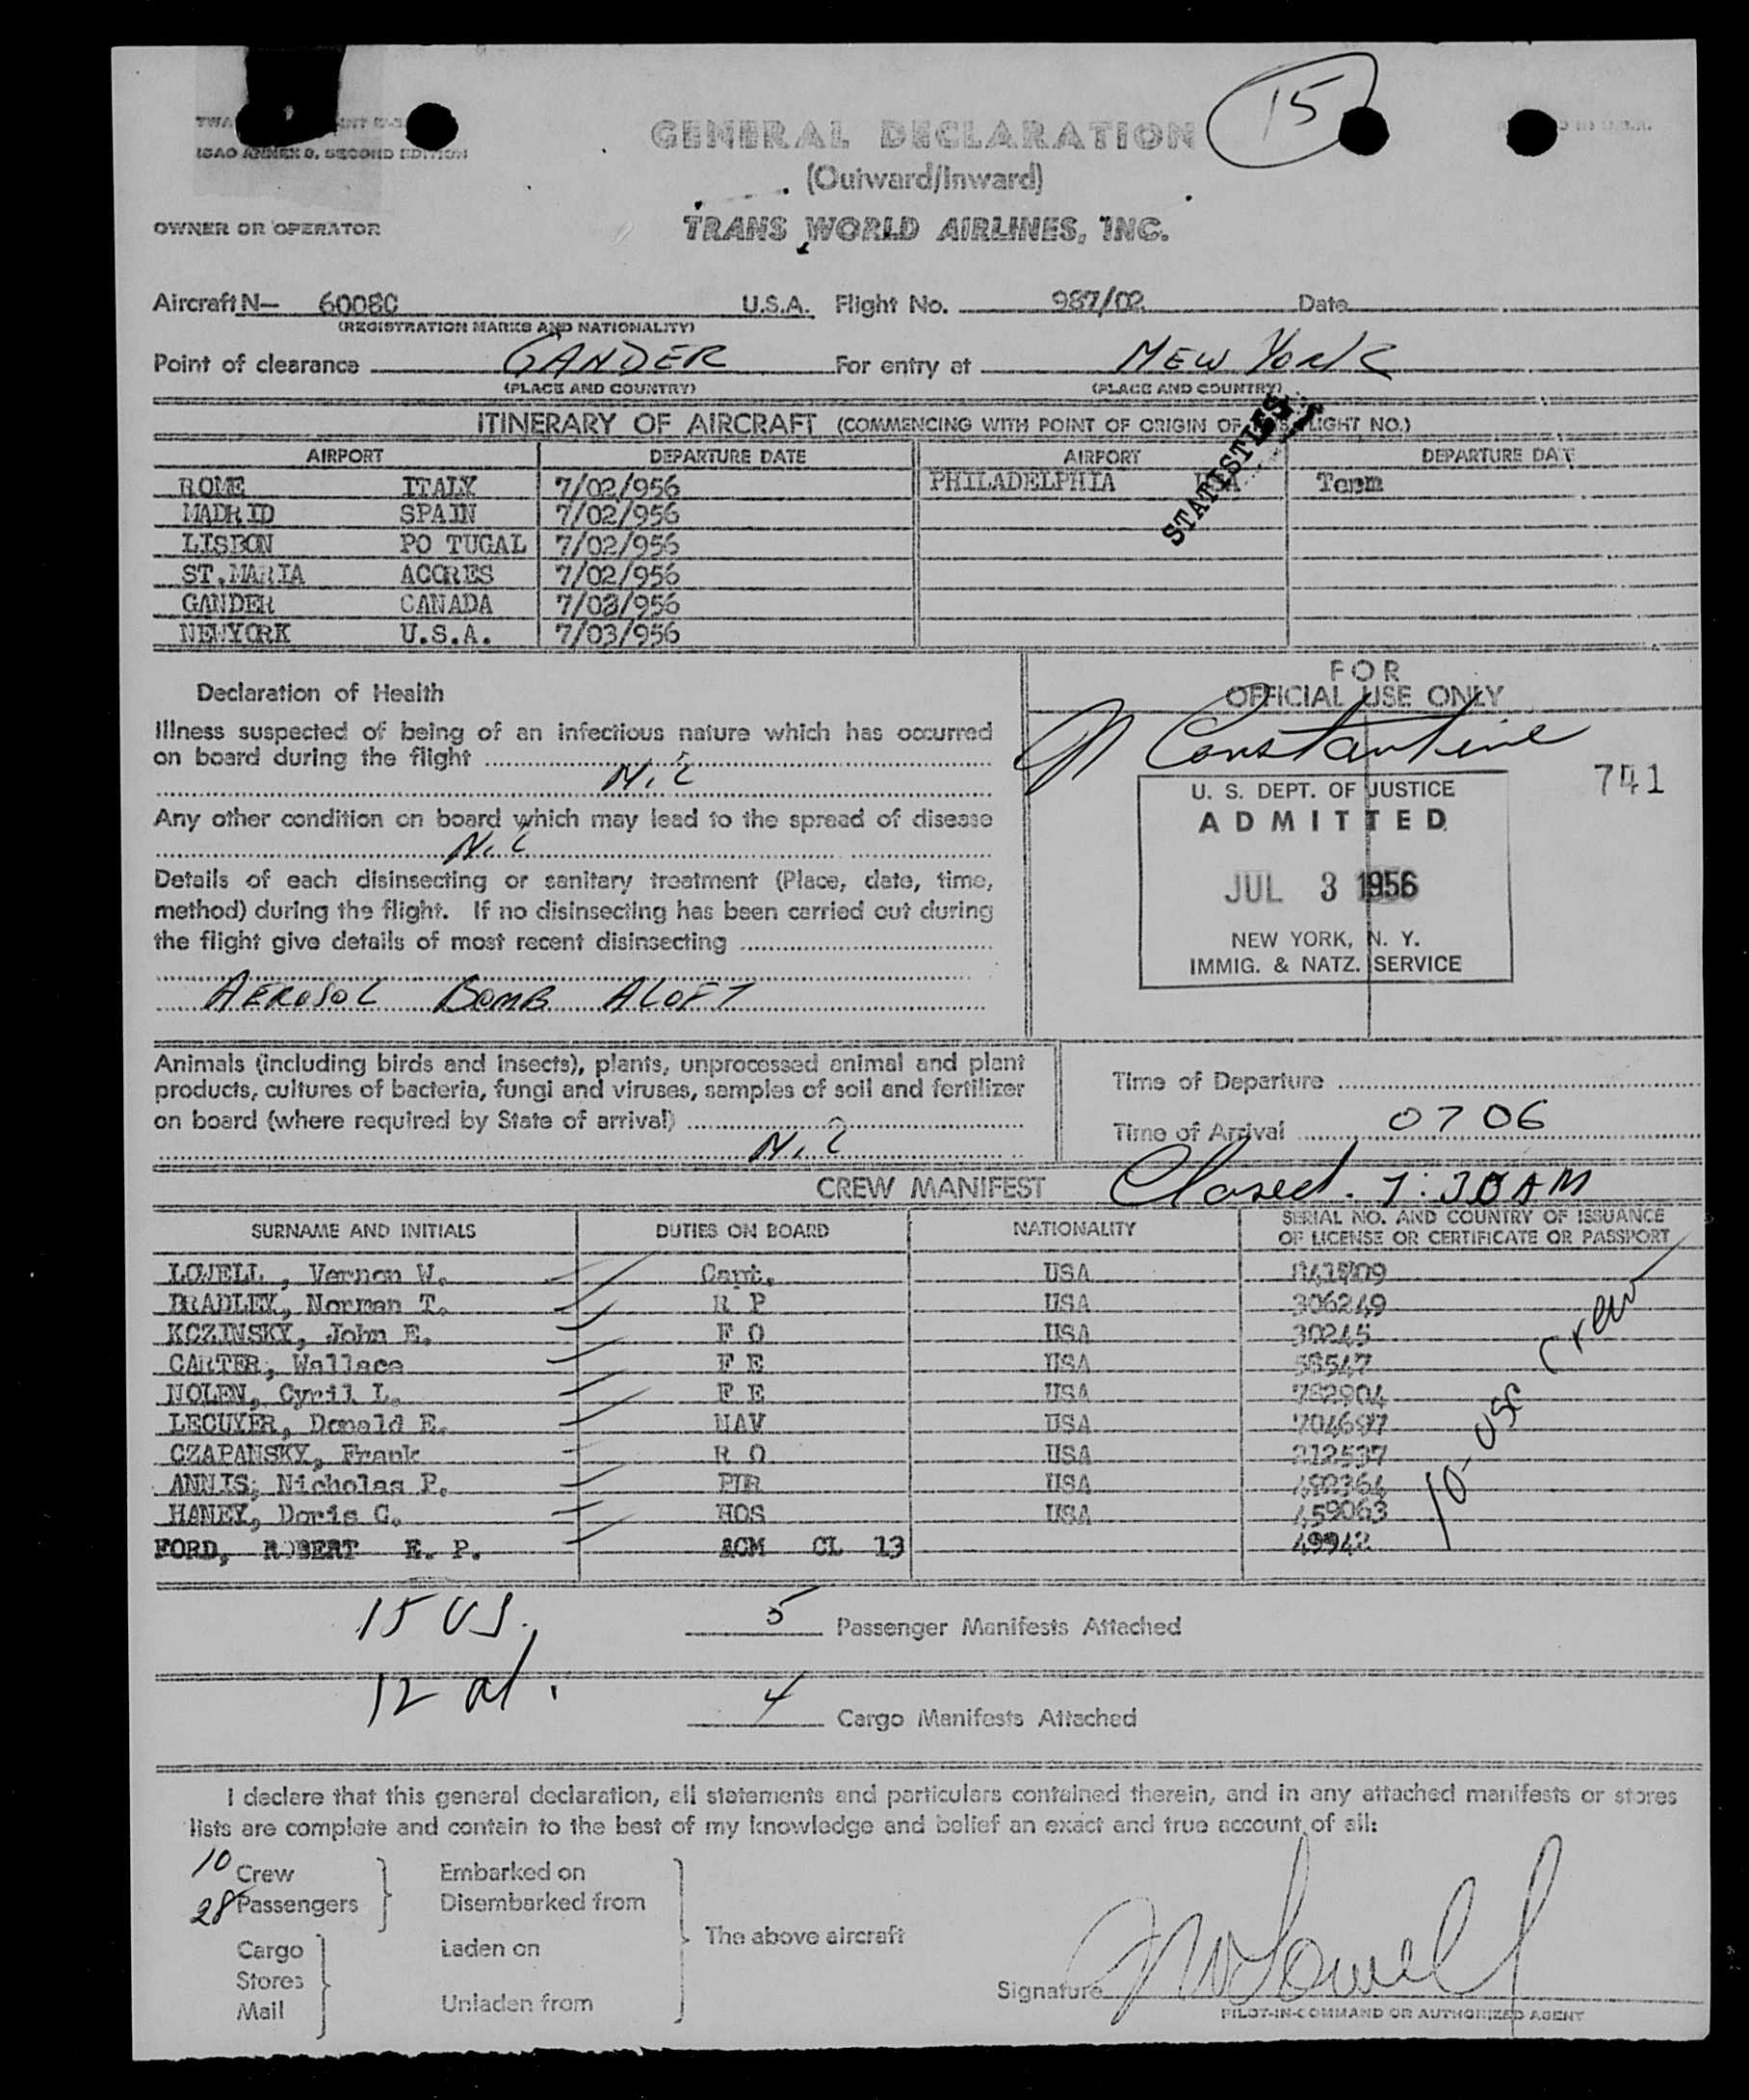 15
GENERAL DECLARATION
ICAO ANNEX 9, SECOND EDITION
(Outward/Inward)
OWNER OR OPERATOR
TRANS WORLD AIRLINES, INC.
Aircraft N— 6008C U.S.A. Flight No. 987/02 Date
(REGISTRATION MARKS AND NATIONALITY)
Point of clearance GANDER For entry at NEW YORK
(PLACE AND COUNTRY) (PLACE AND COUNTRY)
STATISTICS
ITINERARY OF AIRCRAFT (COMMENCING WITH POINT OF ORIGIN OF THIS FLIGHT NO.)
AIRPORT DEPARTURE DATE AIRPORT DEPARTURE DATE
ROME ITALY 7/02/956 PHILADELPHIA Term
MADRID SPAIN 7/02/956
LISBON PO TUGAL 7/02/956
ST.MARIA ACORES 7/02/956
GANDER CANADA 7/03/956
NEWYORK U.S.A. 7/03/956
FOR
OFFICIAL USE ONLY
Constantine
741
U. S. DEPT. OF JUSTICE
ADMITTED
JUL 3 1956
NEW YORK, N. Y.
IMMIG. & NATZ. SERVICE
Declaration of Health
Illness suspected of being of an infectious nature which has occurred
on board during the flight
NiL
Any other condition on board which may lead to the spread of disease
NiL
Details of each disinsecting or sanitary treatment (Place, date, time,
method) during the flight. If no disinsecting has been carried out during
the flight give details of most recent disinsecting
AEROSOL BOMB ALOFT
Animals (including birds and insects), plants, unprocessed animal and plant
products, cultures of bacteria, fungi and viruses, samples of soil and fertilizer
on board (where required by State of arrival)
NiL
Time of Departure
Time of Arrival 0706
CREW MANIFEST Closed. 7:30 AM
SURNAME AND INITIALS DUTIES ON BOARD NATIONALITY SERIAL NO. AND COUNTRY OF ISSUANCE
OF LICENSE OR CERTIFICATE OR PASSPORT
LOWELL, Vernon W. Capt. USA
BRADLEY, Norman T. R P USA 306249
KOZINSKY, John E. F O USA 30245
CARTER, Wallace F E USA 58547
NOLEN, Cyril L. F E USA 782904
LECUYER, Donald E. NAV USA 704697
CZAPANSKY, Frank R O USA 212537
ANNIS, Nicholas P. PUR USA 482364
HANEY, Doris G. HOS USA 459063
FORD, ROBERT E. P. ACM CL 13 49942
10- USC Crew
15 US.
5 Passenger Manifests Attached
12 al.
4 Cargo Manifests Attached
I declare that this general declaration, all statements and particulars contained therein, and in any attached manifests or stores
lists are complete and contain to the best of my knowledge and belief an exact and true account of all:
10 Crew Embarked on
28 Passengers Disembarked from
The above aircraft
Cargo Laden on
Stores
Mail Unladen from
Signature VWLowell
PILOT-IN-COMMAND OR AUTHORIZED AGENT